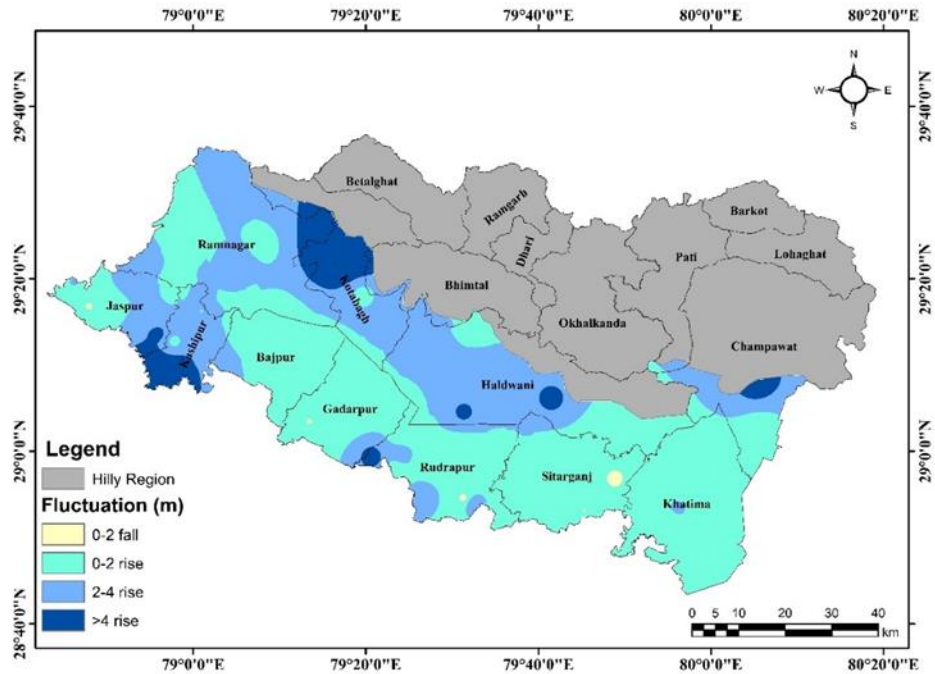 79°0'0"E 79°20'0"E 79°40'0"E 80°0'0"E 80°20'0"E
N
W E
S
29°40'0"N 29°40'0"N
Betalghat
Ramgarh
Barkot
Ramnagar
Dhari
Pati
Lohaghat
29°20'0"N 29°20'0"N
Jaspur
Kashipur
Kotabagh
Bhimtal
Okhalkanda
Champawat
Bajpur
Haldwani
Gadarpur
29°0'0"N 29°0'0"N
Rudrapur
Sitarganj
Khatima
Legend
Hilly Region
Fluctuation (m)
0-2 fall
0-2 rise
2-4 rise
>4 rise
0 5 10 20 30 40
km
28°40'0"N 28°40'0"N
79°0'0"E 79°20'0"E 79°40'0"E 80°0'0"E 80°20'0"E